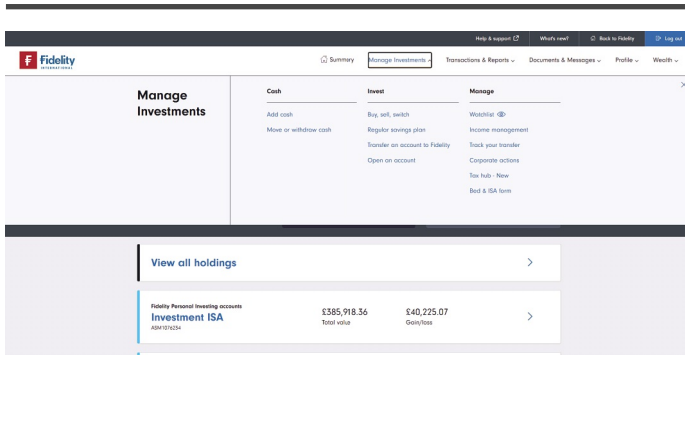 Help & support
What's new?
Back to Fidelity
Log out
Fidelity
INTERNATIONAL
Summary
Manage Investments
Transactions & Reports
Documents & Messages
Profile
Wealth
Manage
Investments
Cash
Add cash
Move or withdraw cash
Invest
Buy, sell, switch
Regular savings plan
Transfer an account to Fidelity
Open an account
Manage
Watchlist
Income management
Track your transfer
Corporate actions
Tax hub - New
Bed & ISA form
View all holdings
Fidelity Personal Investing accounts
Investment ISA
ASM1076254
£385,918.36
Total value
£40,225.07
Gain/loss